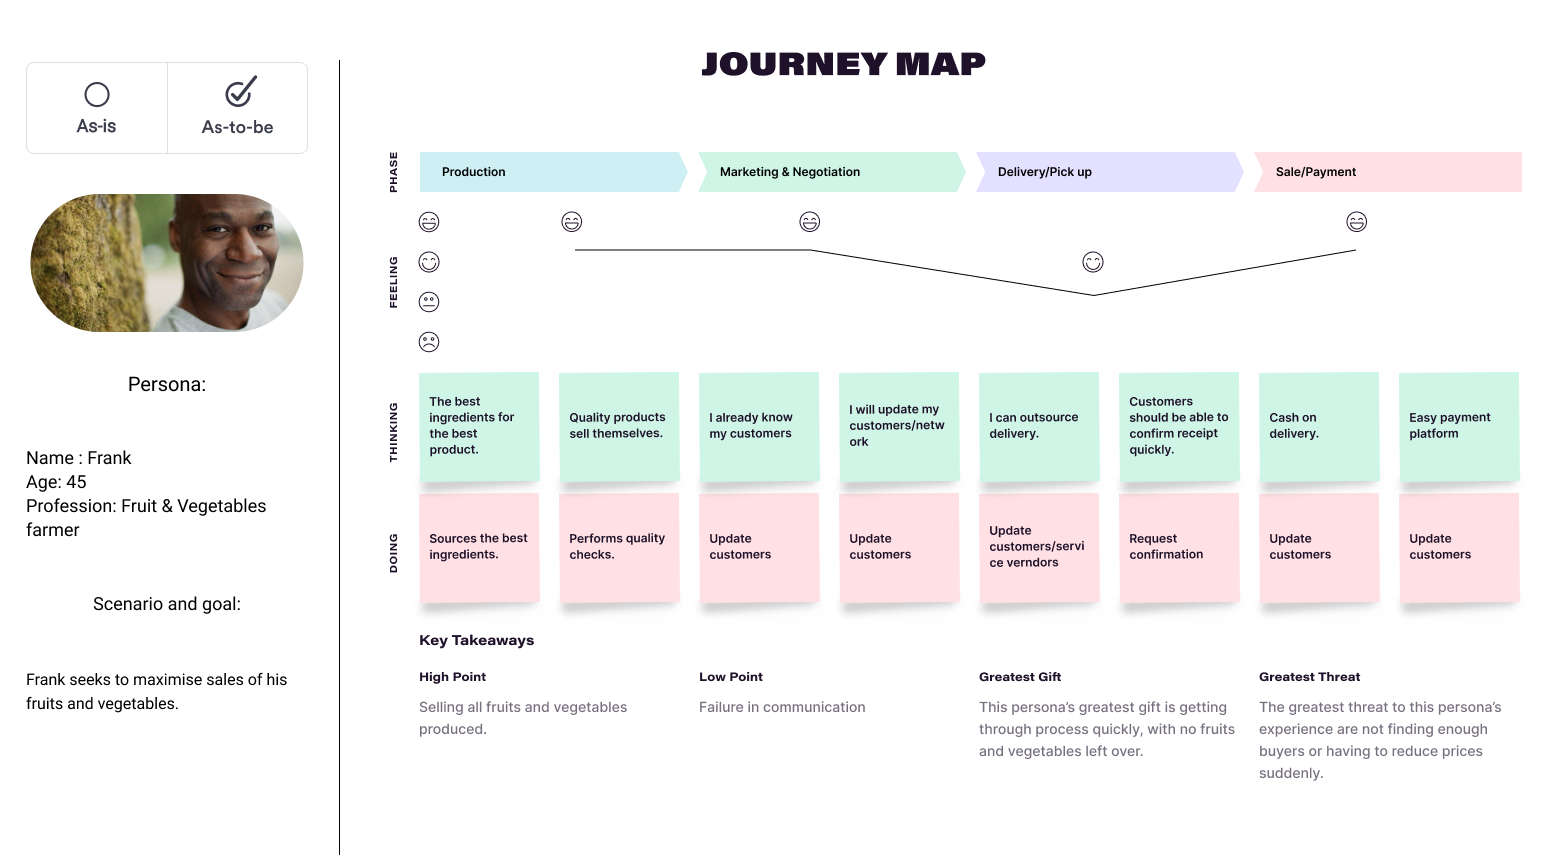 JOURNEY MAP
As-is
As-to-be
Persona:
Name : Frank
Age: 45
Profession: Fruit & Vegetables
farmer
Scenario and goal:
Frank seeks to maximise sales of his
fruits and vegetables.
PHASE
Production
Marketing & Negotiation
Delivery/Pick up
Sale/Payment
FEELING
THINKING
The best
ingredients for
the best
product.
Quality products
sell themselves.
I already know
my customers
I will update my
customers/netw
ork
I can outsource
delivery.
Customers
should be able to
confirm receipt
quickly.
Cash on
delivery.
Easy payment
platform
DOING
Sources the best
ingredients.
Performs quality
checks.
Update
customers
Update
customers
Update
customers/servi
ce verndors
Request
confirmation
Update
customers
Update
customers
Key Takeaways
High Point
Selling all fruits and vegetables
produced.
Low Point
Failure in communication
Greatest Gift
This persona's greatest gift is getting
through process quickly, with no fruits
and vegetables left over.
Greatest Threat
The greatest threat to this persona's
experience are not finding enough
buyers or having to reduce prices
suddenly.